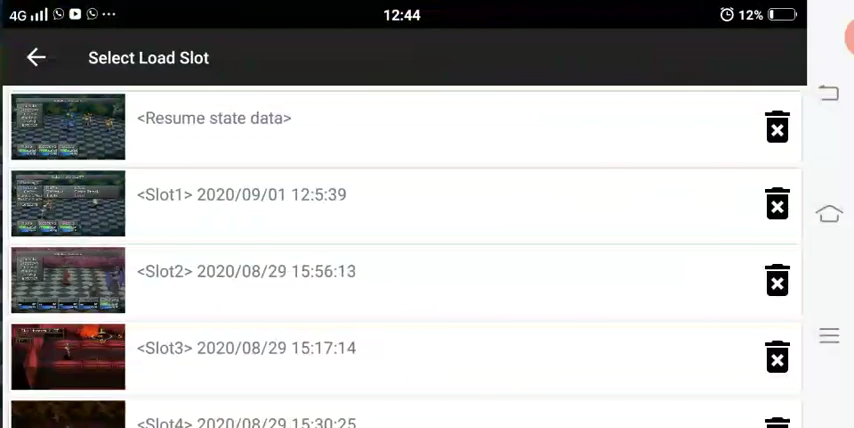 4G 12:44 12%
Select Load Slot
<Resume state data>
<Slot1> 2020/09/01 12:5:39
<Slot2> 2020/08/29 15:56:13
<Slot3> 2020/08/29 15:17:14
<Slot4> 2020/08/29 15:30:25